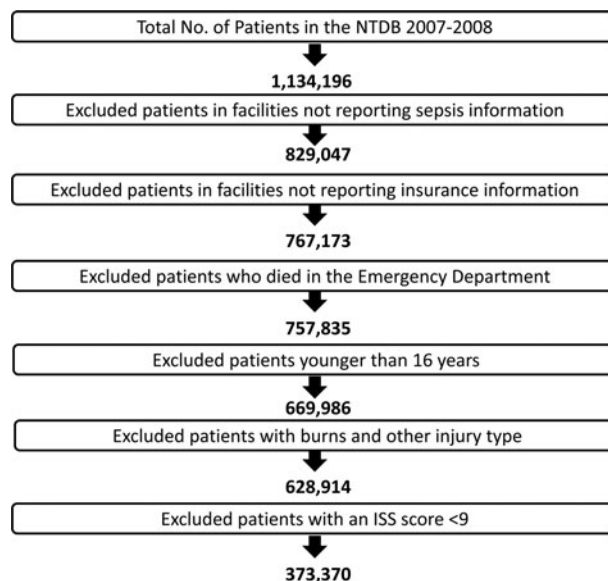 Total No. of Patients in the NTDB 2007-2008
1,134,196
Excluded patients in facilities not reporting sepsis information
829,047
Excluded patients in facilities not reporting insurance information
767,173
Excluded patients who died in the Emergency Department
757,835
Excluded patients younger than 16 years
669,986
Excluded patients with burns and other injury type
628,914
Excluded patients with an ISS score <9
373,370